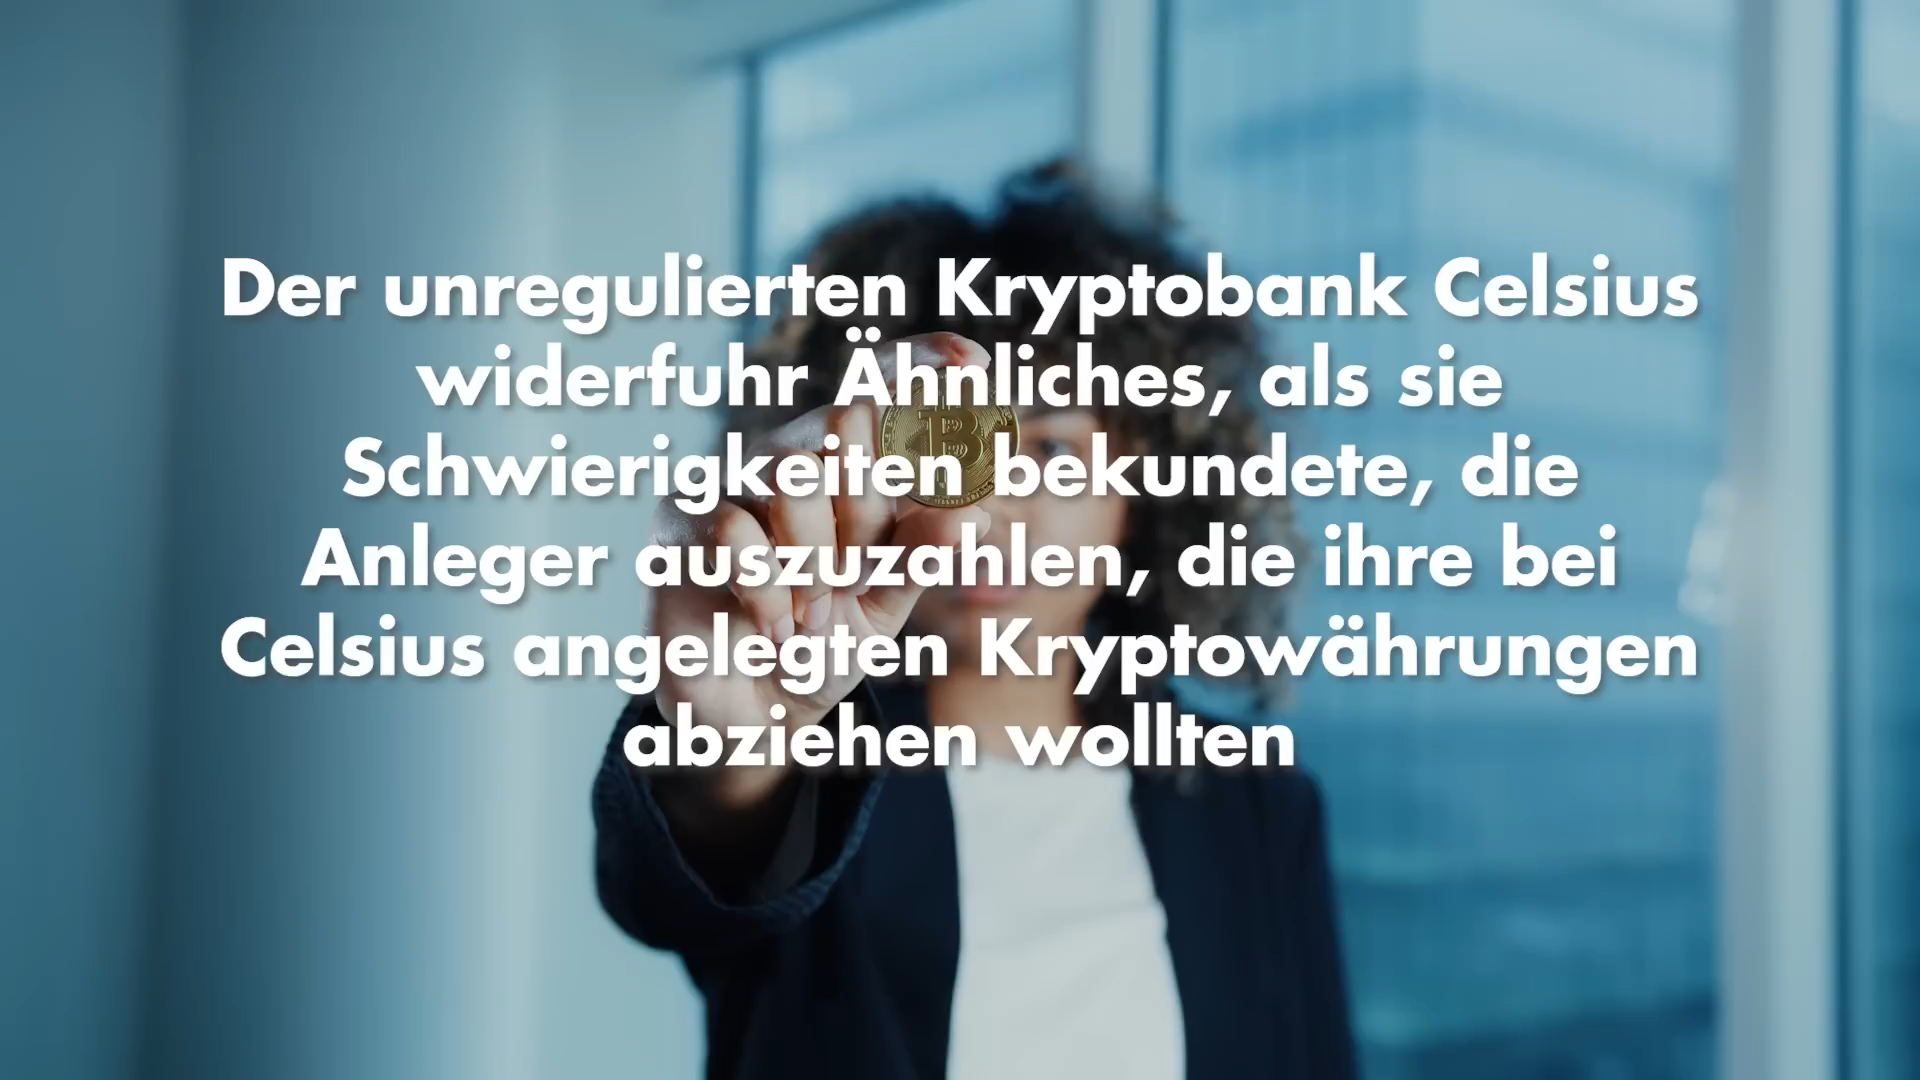 Der unregulierten Kryptobank Celsius
widerfuhr Ähnliches, als sie
Schwierigkeiten bekundete, die
Anleger auszuzahlen, die ihre bei
Celsius angelegten Kryptowährungen
abziehen wollten